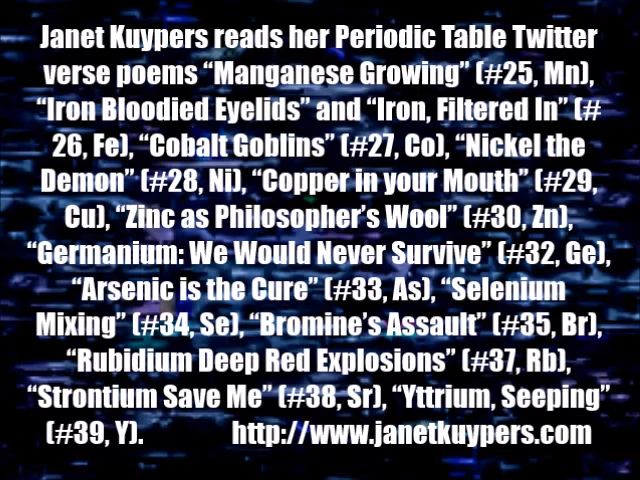 Janet Kuypers reads her Periodic Table Twitter
verse poems “Manganese Growing” (#25, Mn),
“Iron Bloodied Eyelids” and “Iron, Filtered In” (#
26, Fe), “Cobalt Goblins” (#27, Co), “Nickel the
Demon” (#28, Ni), “Copper in your Mouth” (#29,
Cu), “Zinc as Philosopher’s Wool” (#30, Zn),
“Germanium: We Would Never Survive” (#32, Ge),
“Arsenic is the Cure” (#33, As), “Selenium
Mixing” (#34, Se), “Bromine’s Assault” (#35, Br),
“Rubidium Deep Red Explosions” (#37, Rb),
“Strontium Save Me” (#38, Sr), “Yttrium, Seeping”
(#39, Y). http://www.janetkuypers.com